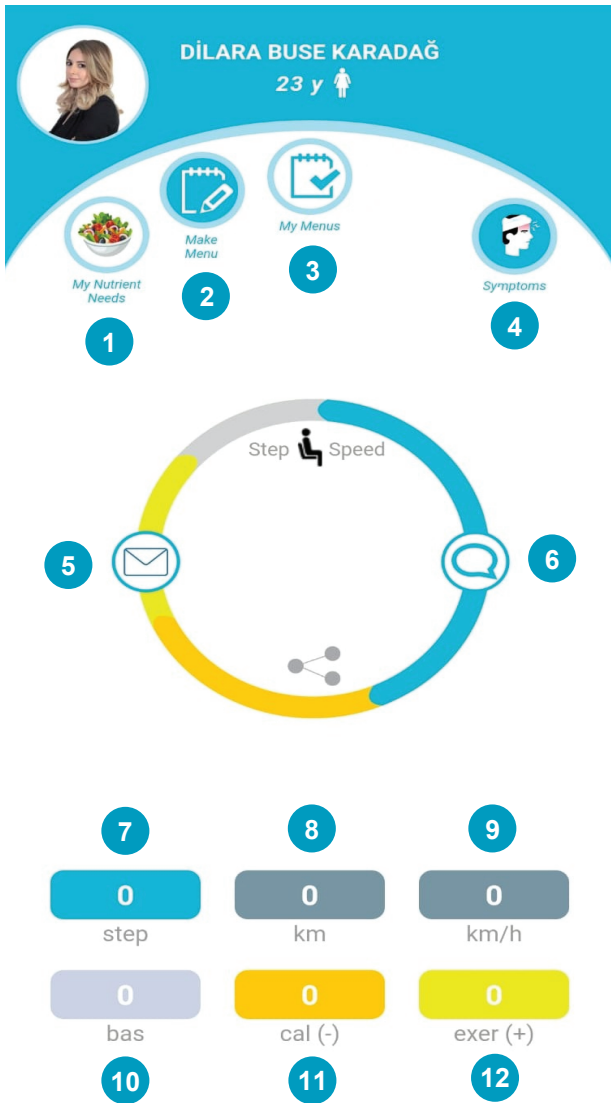 DİLARA BUSE KARADAĞ
23 y
My Nutrient
Needs
Make
Menu
My Menus
Symptoms
1
2
3
4
Step Speed
5
6
7
8
9
0
0
0
step
km
km/h
0
0
0
bas
cal (-)
exer (+)
10
11
12